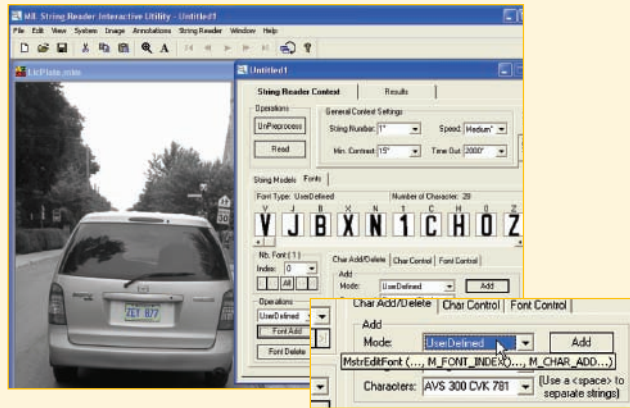 MIL String Reader Interactive Utility - Untitled1
File Edit View System Image Annotations String Reader Window Help
LicPlate.mim
ZEY 877
30
Untitled1
String Reader Context Results
Operations
UnPreprocess
Read
General Context Settings
String Number: 1* Speed: Medium*
Min. Contrast: 15* Time Out: 2000*
String Models Fonts
Font Type: UserDefined Number of Character: 28
V J B X N 1 C H 0 Z
V J B X N 1 C H 0 Z
Nb. Font ( 1 )
Index: 0
All
Char Add/Delete Char Control Font Control
Add
Mode: UserDefined Add
Operations
UserDefined
Font Add
Font Delete
Char Add/Delete Char Control Font Control
Add
Mode: UserDefined Add
MstrEditFont (..., M_FONT_INDEX(...), M_CHAR_ADD...)
Characters: AVS 300 CVK 781 (Use a <space> to
separate strings)